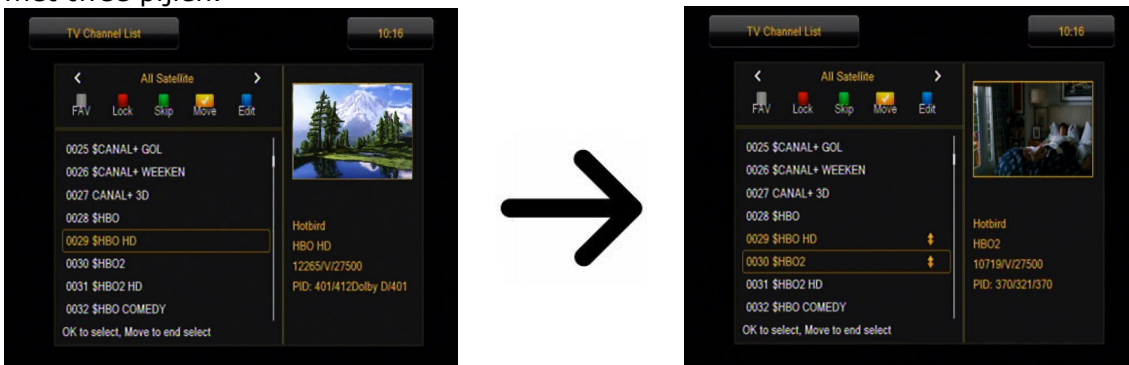 TV Channel List 10:16
All Satellite
FAV Lock Skip Move Edit
0025 $CANAL+ GOL
0026 $CANAL+ WEEKEN
0027 CANAL+ 3D
0028 $HBO
0029 $HBO HD
0030 $HBO2
0031 $HBO2 HD
0032 $HBO COMEDY
OK to select, Move to end select
Hotbird
HBO HD
12265/V/27500
PID: 401/412Dolby D/401
TV Channel List 10:16
All Satellite
FAV Lock Skip Move Edit
0025 $CANAL+ GOL
0026 $CANAL+ WEEKEN
0027 CANAL+ 3D
0028 $HBO
0029 $HBO HD
0030 $HBO2
0031 $HBO2 HD
0032 $HBO COMEDY
OK to select, Move to end select
Hotbird
HBO2
10719/V/27500
PID: 370/321/370